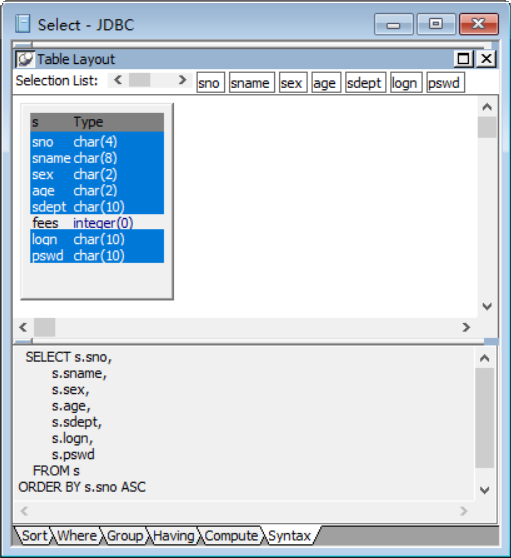 Select - JDBC
Table Layout
Selection List: sno sname sex age sdept logn pswd
s Type
sno char(4)
sname char(8)
sex char(2)
age char(2)
sdept char(10)
fees integer(0)
logn char(10)
pswd char(10)
SELECT s.sno,
s.sname,
s.sex,
s.age,
s.sdept,
s.logn,
s.pswd
FROM s
ORDER BY s.sno ASC
Sort Where Group Having Compute Syntax